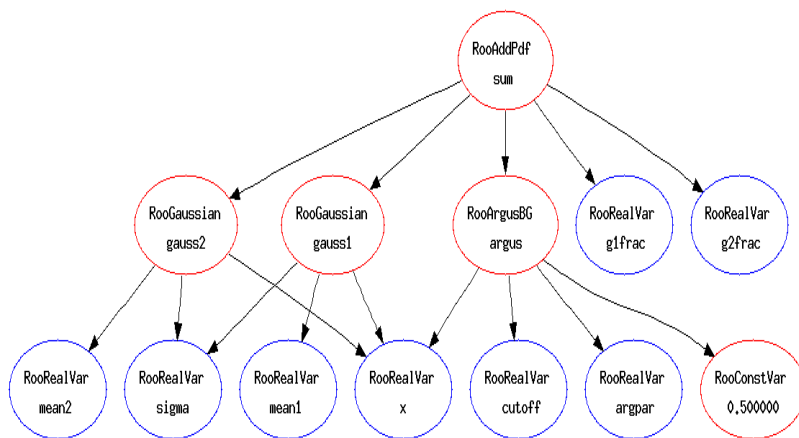 RooAddPdf
sum
RooGaussian
gauss2
RooGaussian
gauss1
RooArgusBG
argus
RooRealVar
g1frac
RooRealVar
g2frac
RooRealVar
mean2
RooRealVar
sigma
RooRealVar
mean1
RooRealVar
x
RooRealVar
cutoff
RooRealVar
argpar
RooConstVar
0.500000